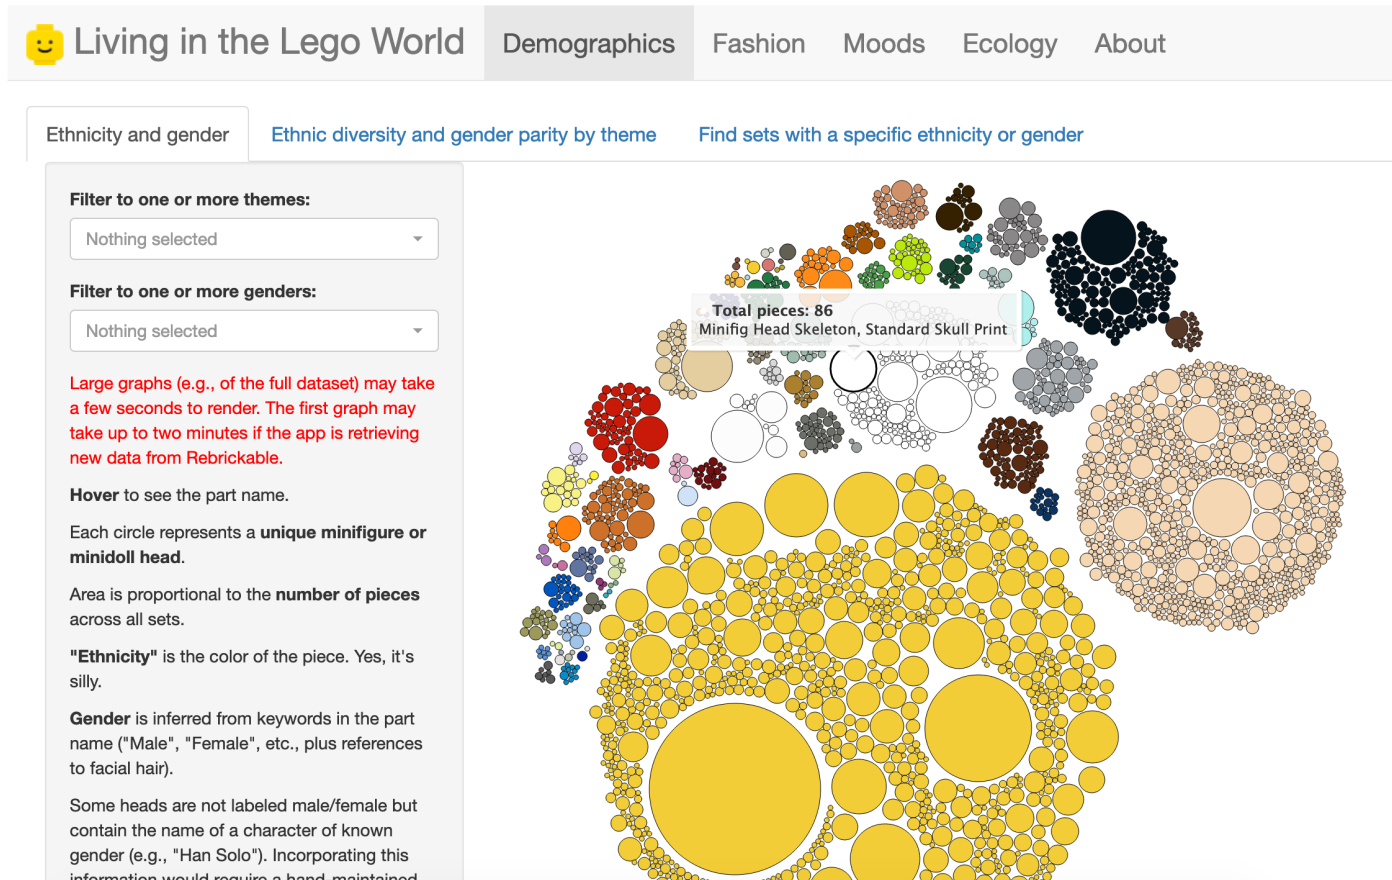 Living in the Lego World
Demographics
Fashion
Moods
Ecology
About
Ethnicity and gender
Ethnic diversity and gender parity by theme
Find sets with a specific ethnicity or gender
Filter to one or more themes:
Nothing selected
Filter to one or more genders:
Nothing selected
Large graphs (e.g., of the full dataset) may take
a few seconds to render. The first graph may
take up to two minutes if the app is retrieving
new data from Rebrickable.
Hover to see the part name.
Each circle represents a unique minifigure or
minidoll head.
Area is proportional to the number of pieces
across all sets.
"Ethnicity" is the color of the piece. Yes, it's
silly.
Gender is inferred from keywords in the part
name ("Male", "Female", etc., plus references
to facial hair).
Some heads are not labeled male/female but
contain the name of a character of known
gender (e.g., "Han Solo"). Incorporating this
information would require a hand-maintained
Total pieces: 86
Minifig Head Skeleton, Standard Skull Print